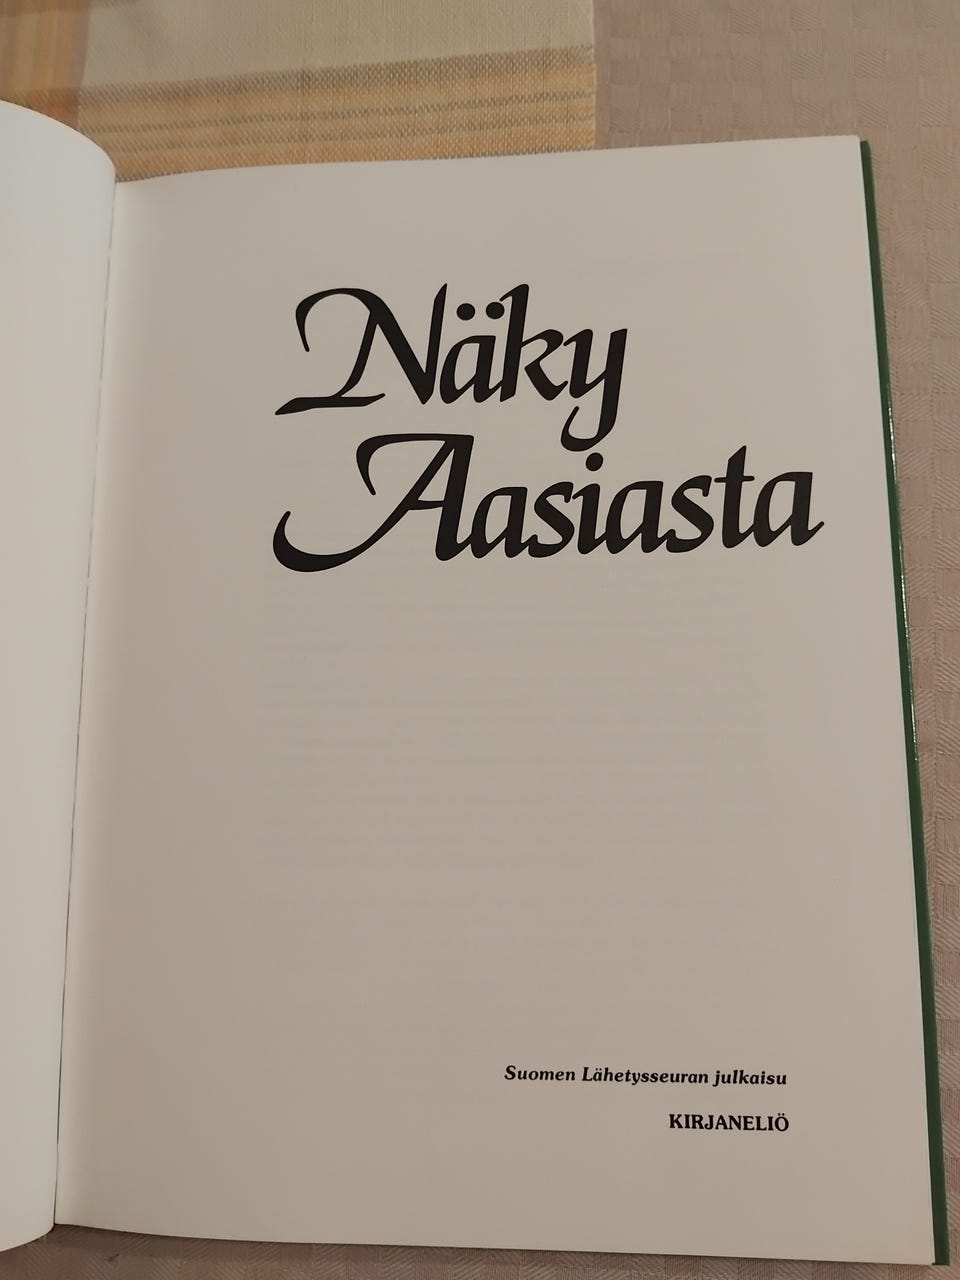 Näky
Aasiasta
Suomen Lähetysseuran julkaisu
KIRJANELIÖ